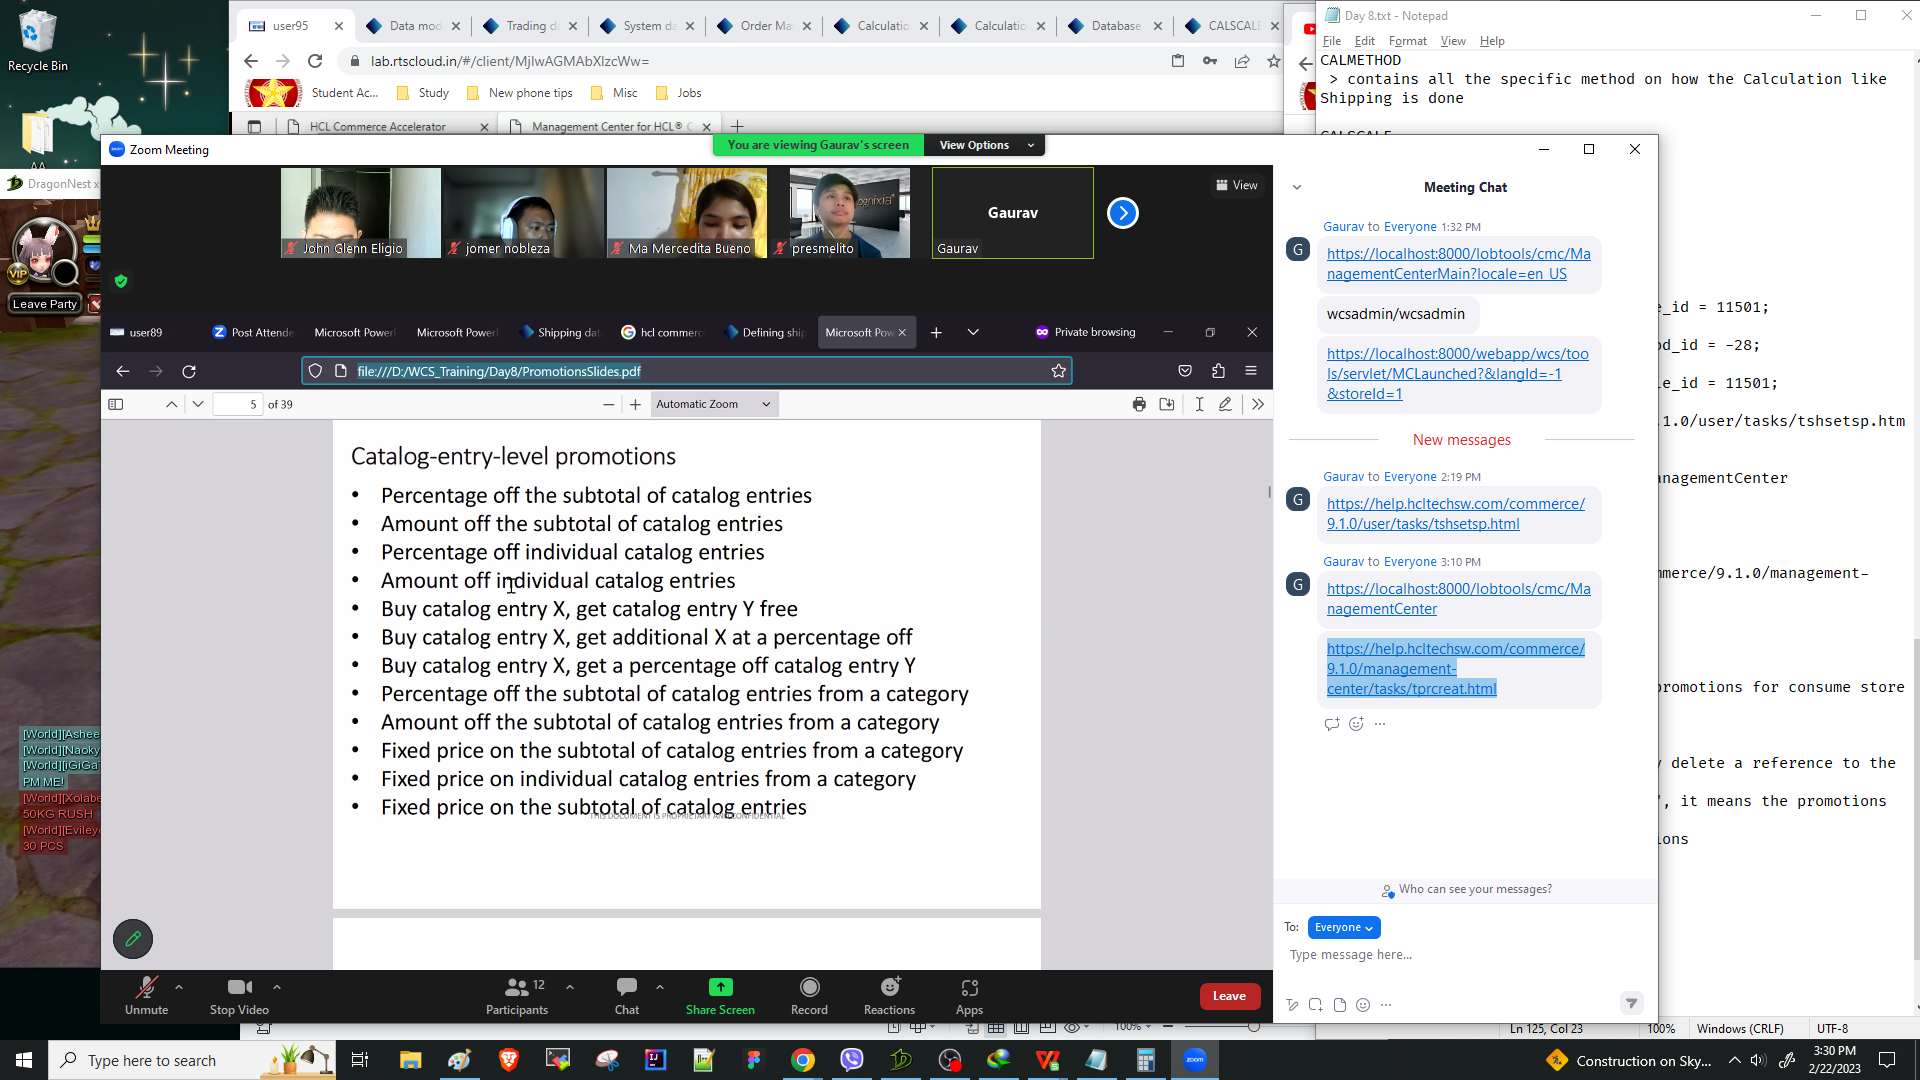 Recycle Bin
AA
user95
Data mod
Trading d
System da
Order Ma
Calculatio
Calculatio
Database
CALSCALE
lab.rtscloud.in/#/client/MjIwAGMAbXlzcWw=
Student Ac...
Study
New phone tips
Misc
Jobs
HCL Commerce Accelerator
Management Center for HCL® C
Day 8.txt - Notepad
File Edit Format View Help
CALMETHOD
> contains all the specific method on how the Calculation like
Shipping is done
CALSCALE
e_id = 11501;
od_id = -28;
le_id = 11501;
.1.0/user/tasks/tshsetsp.htm
anagementCenter
mmerce/9.1.0/management-
promotions for consume store
y delete a reference to the
", it means the promotions
ions
Ln 125, Col 23
100%
Windows (CRLF)
UTF-8
DragonNest
VIP
Leave Party
[World][Ashee
[World][Naoky
[World][iGiGa
PM ME!
[World][Xolabe
50KG RUSH
[World][Evileye
30 PCS
Zoom Meeting
You are viewing Gaurav's screen
View Options
John Glenn Eligio
jomer nobleza
Ma Mercedita Bueno
presmelito
Gaurav
Gaurav
View
user89
Post Attende
Microsoft Power
Microsoft Power
Shipping dat
hcl commerc
Defining ship
Microsoft Pow
Private browsing
file:///D:/WCS_Training/Day8/PromotionsSlides.pdf
5
of 39
Automatic Zoom
Catalog-entry-level promotions
• Percentage off the subtotal of catalog entries
• Amount off the subtotal of catalog entries
• Percentage off individual catalog entries
• Amount off individual catalog entries
• Buy catalog entry X, get catalog entry Y free
• Buy catalog entry X, get additional X at a percentage off
• Buy catalog entry X, get a percentage off catalog entry Y
• Percentage off the subtotal of catalog entries from a category
• Amount off the subtotal of catalog entries from a category
• Fixed price on the subtotal of catalog entries from a category
• Fixed price on individual catalog entries from a category
• Fixed price on the subtotal of catalog entries
THIS DOCUMENT IS PROPRIETARY AND CONFIDENTIAL
Meeting Chat
Gaurav to Everyone 1:32 PM
G
https://localhost:8000/lobtools/cmc/Ma
nagementCenterMain?locale=en_US
wcsadmin/wcsadmin
https://localhost:8000/webapp/wcs/too
ls/servlet/MCLaunched?&langId=-1
&storeId=1
New messages
Gaurav to Everyone 2:19 PM
G
https://help.hcltechsw.com/commerce/
9.1.0/user/tasks/tshsetsp.html
Gaurav to Everyone 3:10 PM
G
https://localhost:8000/lobtools/cmc/Ma
nagementCenter
https://help.hcltechsw.com/commerce/
9.1.0/management-
center/tasks/tprcreat.html
Who can see your messages?
To: Everyone
Type message here...
Unmute
Stop Video
12
Participants
Chat
Share Screen
Record
Reactions
Apps
Leave
100%
Type here to search
Construction on Sky...
3:30 PM
2/22/2023